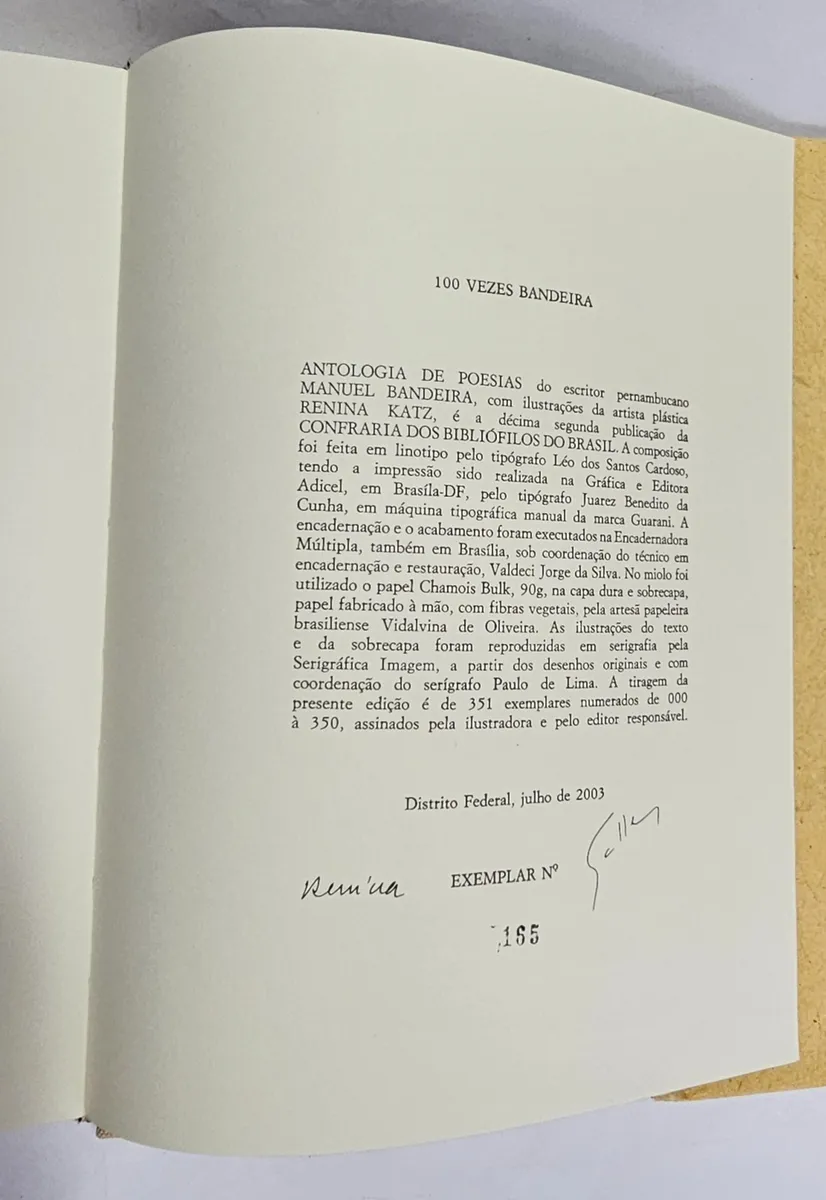 100 VEZES BANDEIRA
ANTOLOGIA DE POESIAS do escritor pernambucano
MANUEL BANDEIRA, com ilustrações da artista plástica
RENINA KATZ, é a décima segunda publicação da
CONFRARIA DOS BIBLIÓFILOS DO BRASIL. A composição
foi feita em linotipo pelo tipógrafo Léo dos Santos Cardoso,
tendo a impressão sido realizada na Gráfica e Editora
Adicel, em Brasíla-DF, pelo tipógrafo Juarez Benedito da
Cunha, em máquina tipográfica manual da marca Guarani. A
encadernação e o acabamento foram executados na Encadernadora
Múltipla, também em Brasília, sob coordenação do técnico em
encadernação e restauração, Valdeci Jorge da Silva. No miolo foi
utilizado o papel Chamois Bulk, 90g, na capa dura e sobrecapa,
papel fabricado à mão, com fibras vegetais, pela artesã papeleira
brasiliense Vidalvina de Oliveira. As ilustrações do texto
e da sobrecapa foram reproduzidas em serigrafia pela
Serigráfica Imagem, a partir dos desenhos originais e com
coordenação do serígrafo Paulo de Lima. A tiragem da
presente edição é de 351 exemplares numerados de 000
à 350, assinados pela ilustradora e pelo editor responsável.
Distrito Federal, julho de 2003
Renina EXEMPLAR Nº
165